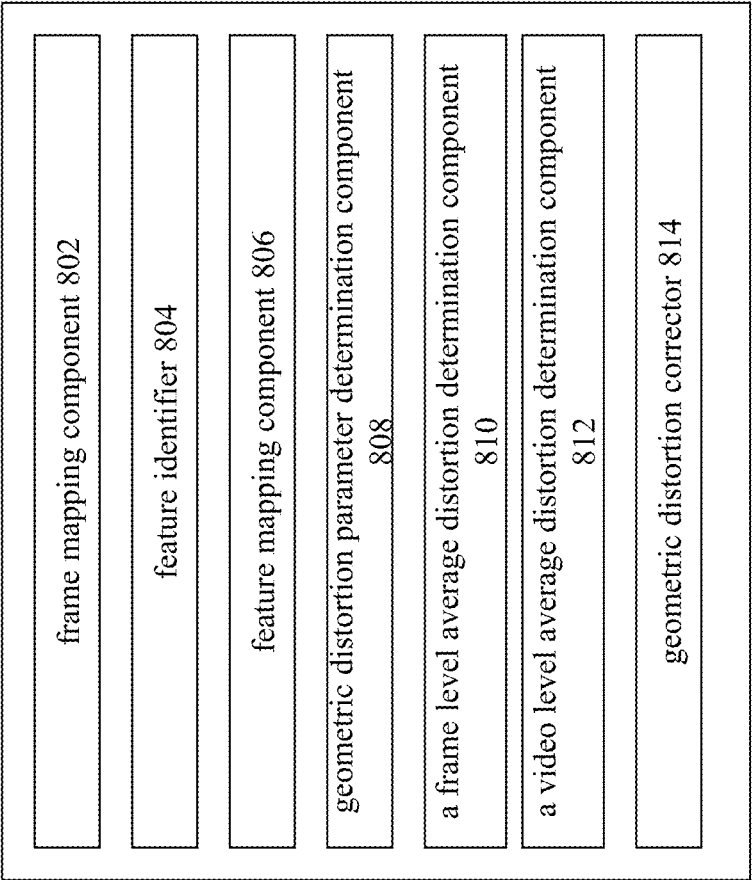 frame mapping component 802
feature identifier 804
feature mapping component 806
geometric distortion parameter determination component
808
a frame level average distortion determination component
810
a video level average distortion determination component
812
geometric distortion corrector 814